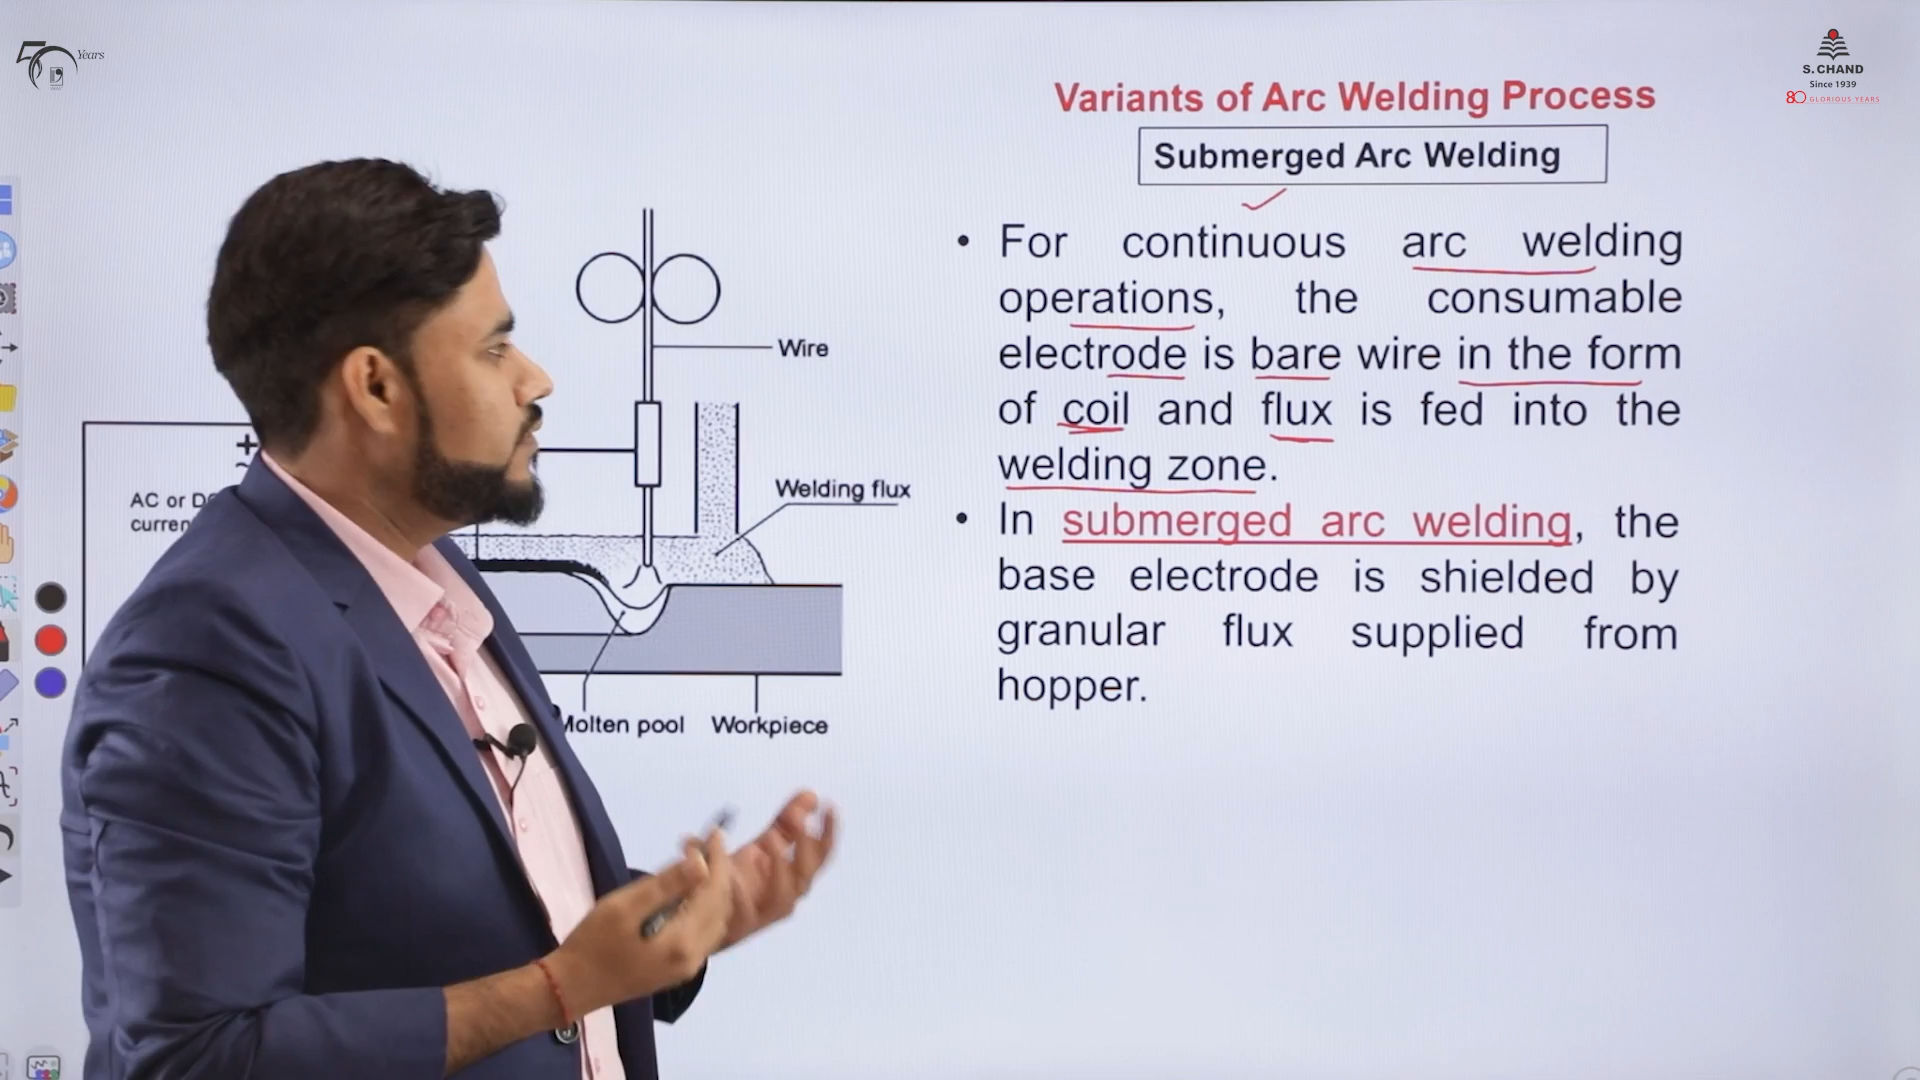 50 Years
S. CHAND
Since 1939
80 GLORIOUS YEARS
Variants of Arc Welding Process
Submerged Arc Welding
• For continuous arc welding
operations, the consumable
electrode is bare wire in the form
of coil and flux is fed into the
welding zone.
• In submerged arc welding, the
base electrode is shielded by
granular flux supplied from
hopper.
Wire
+
~
AC or D
curren
Welding flux
Molten pool
Workpiece